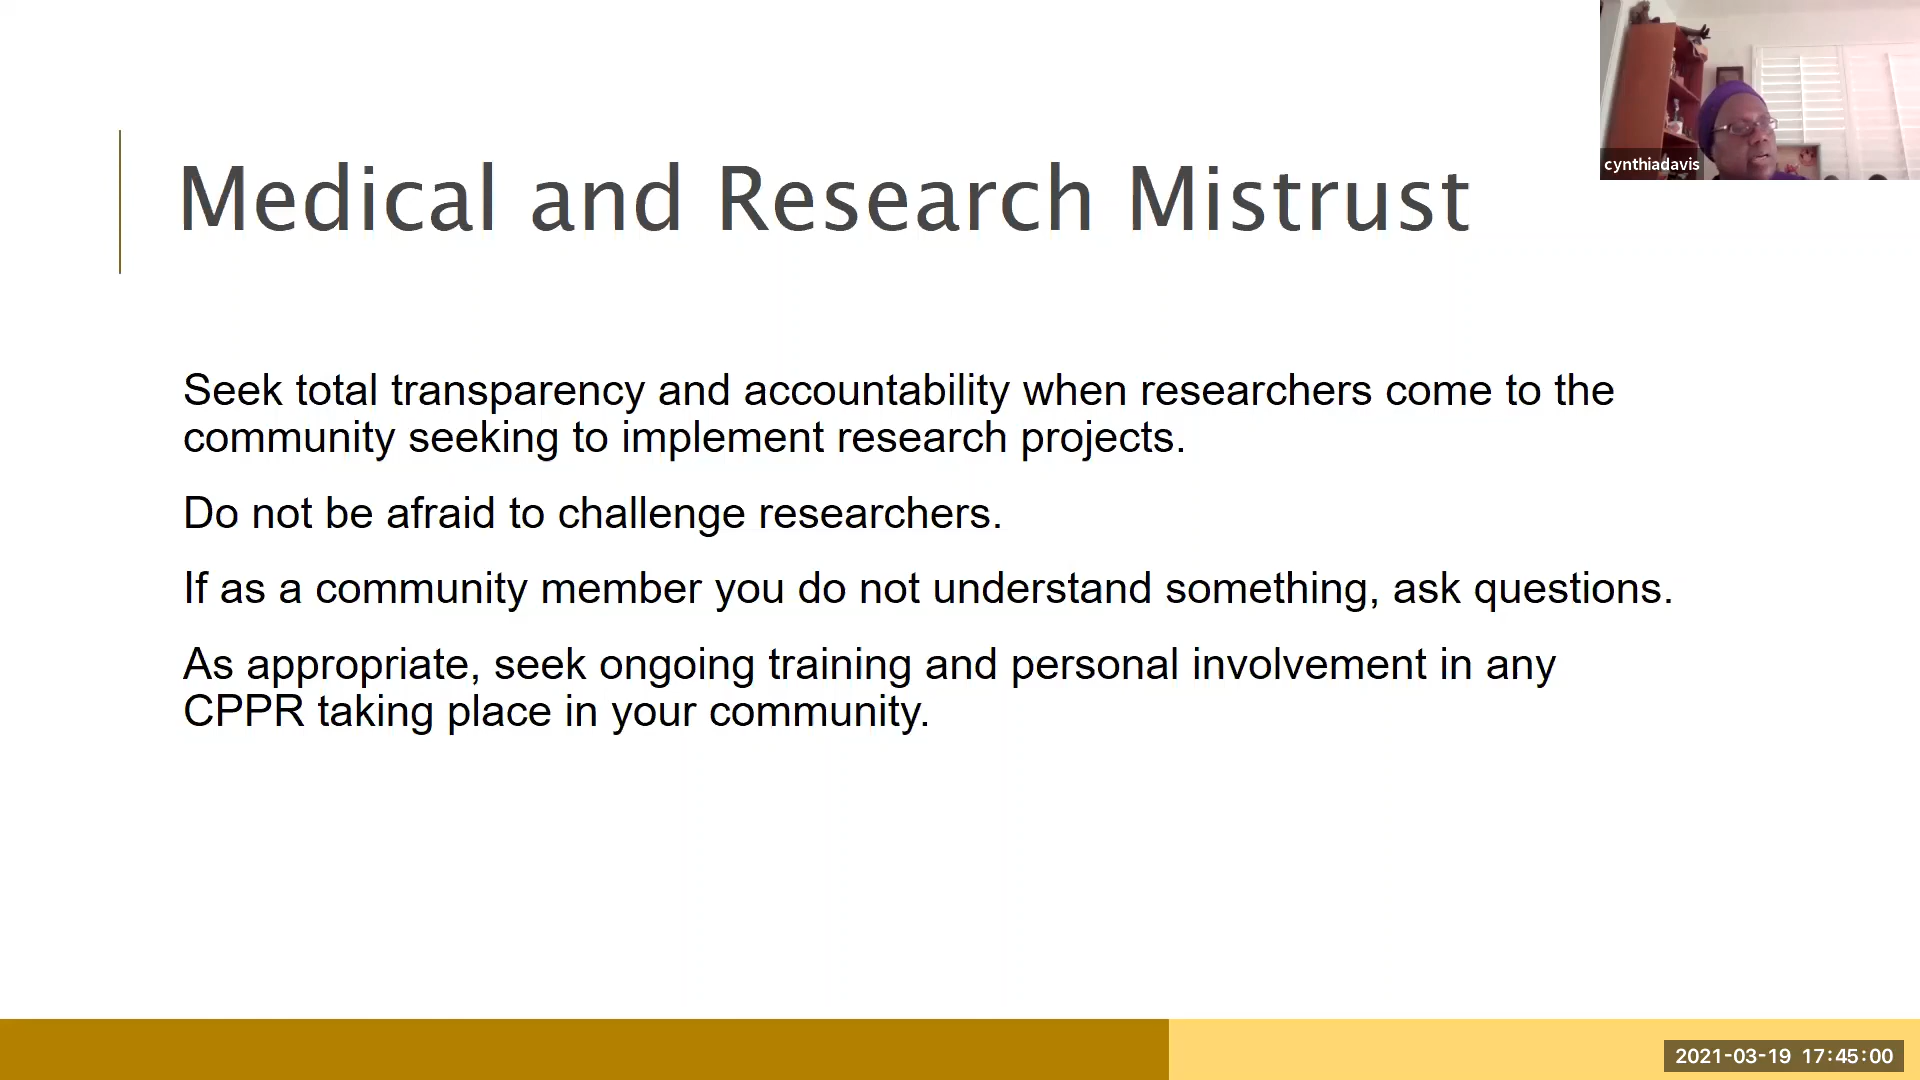 cynthiadavis
Medical and Research Mistrust
Seek total transparency and accountability when researchers come to the
community seeking to implement research projects.
Do not be afraid to challenge researchers.
If as a community member you do not understand something, ask questions.
As appropriate, seek ongoing training and personal involvement in any
CPPR taking place in your community.
2021-03-19 17:45:00